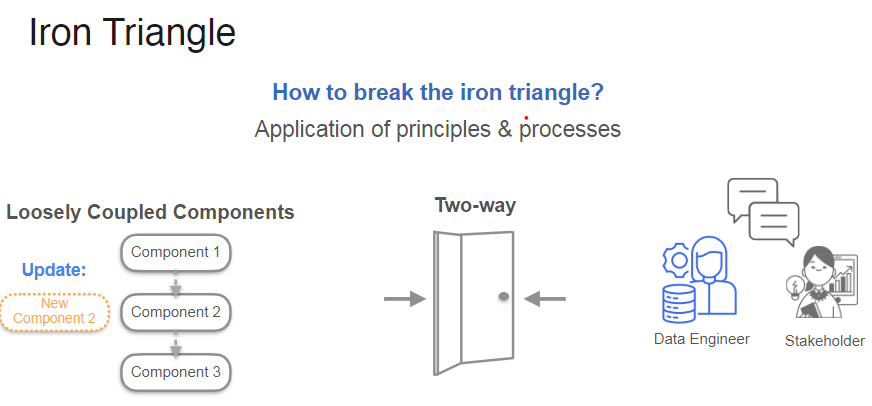 Iron Triangle
How to break the iron triangle?
Application of principles & processes
Loosely Coupled Components
Update:
New
Component 2
Component 1
Component 2
Component 3
Two-way
Data Engineer
Stakeholder